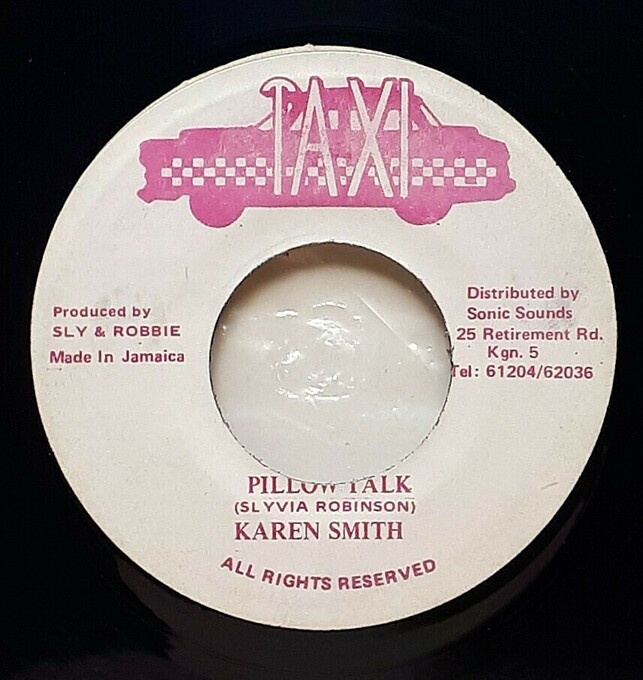 TAXI
Produced by
SLY & ROBBIE
Made In Jamaica
Distributed by
Sonic Sounds
25 Retirement Rd.
Kgn. 5
Tel: 61204/62036
PILLOW TALK
(SLYVIA ROBINSON)
KAREN SMITH
ALL RIGHTS RESERVED